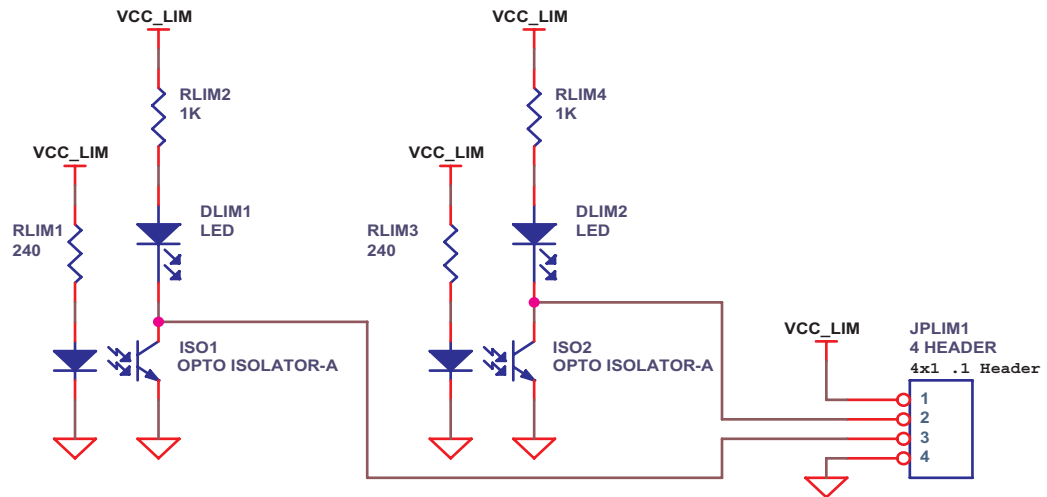 VCC_LIM
VCC_LIM
RLIM2
1K
RLIM4
1K
VCC_LIM
VCC_LIM
RLIM1
240
DLIM1
LED
RLIM3
240
DLIM2
LED
ISO1
OPTO ISOLATOR-A
ISO2
OPTO ISOLATOR-A
VCC_LIM
JPLIM1
4 HEADER
4x1 .1 Header
1
2
3
4